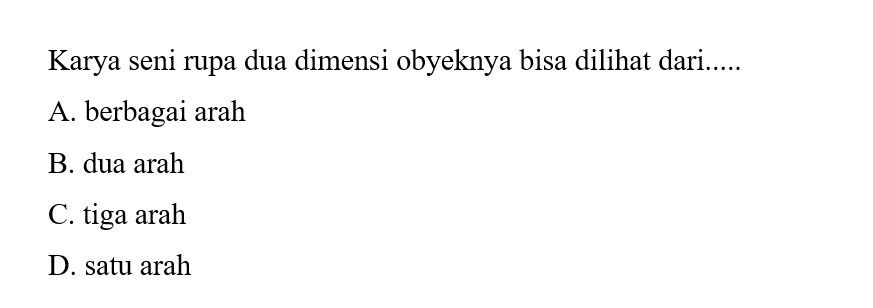 Karya seni rupa dua dimensi obyeknya bisa dilihat dari.....
A. berbagai arah
B. dua arah
C. tiga arah
D. satu arah